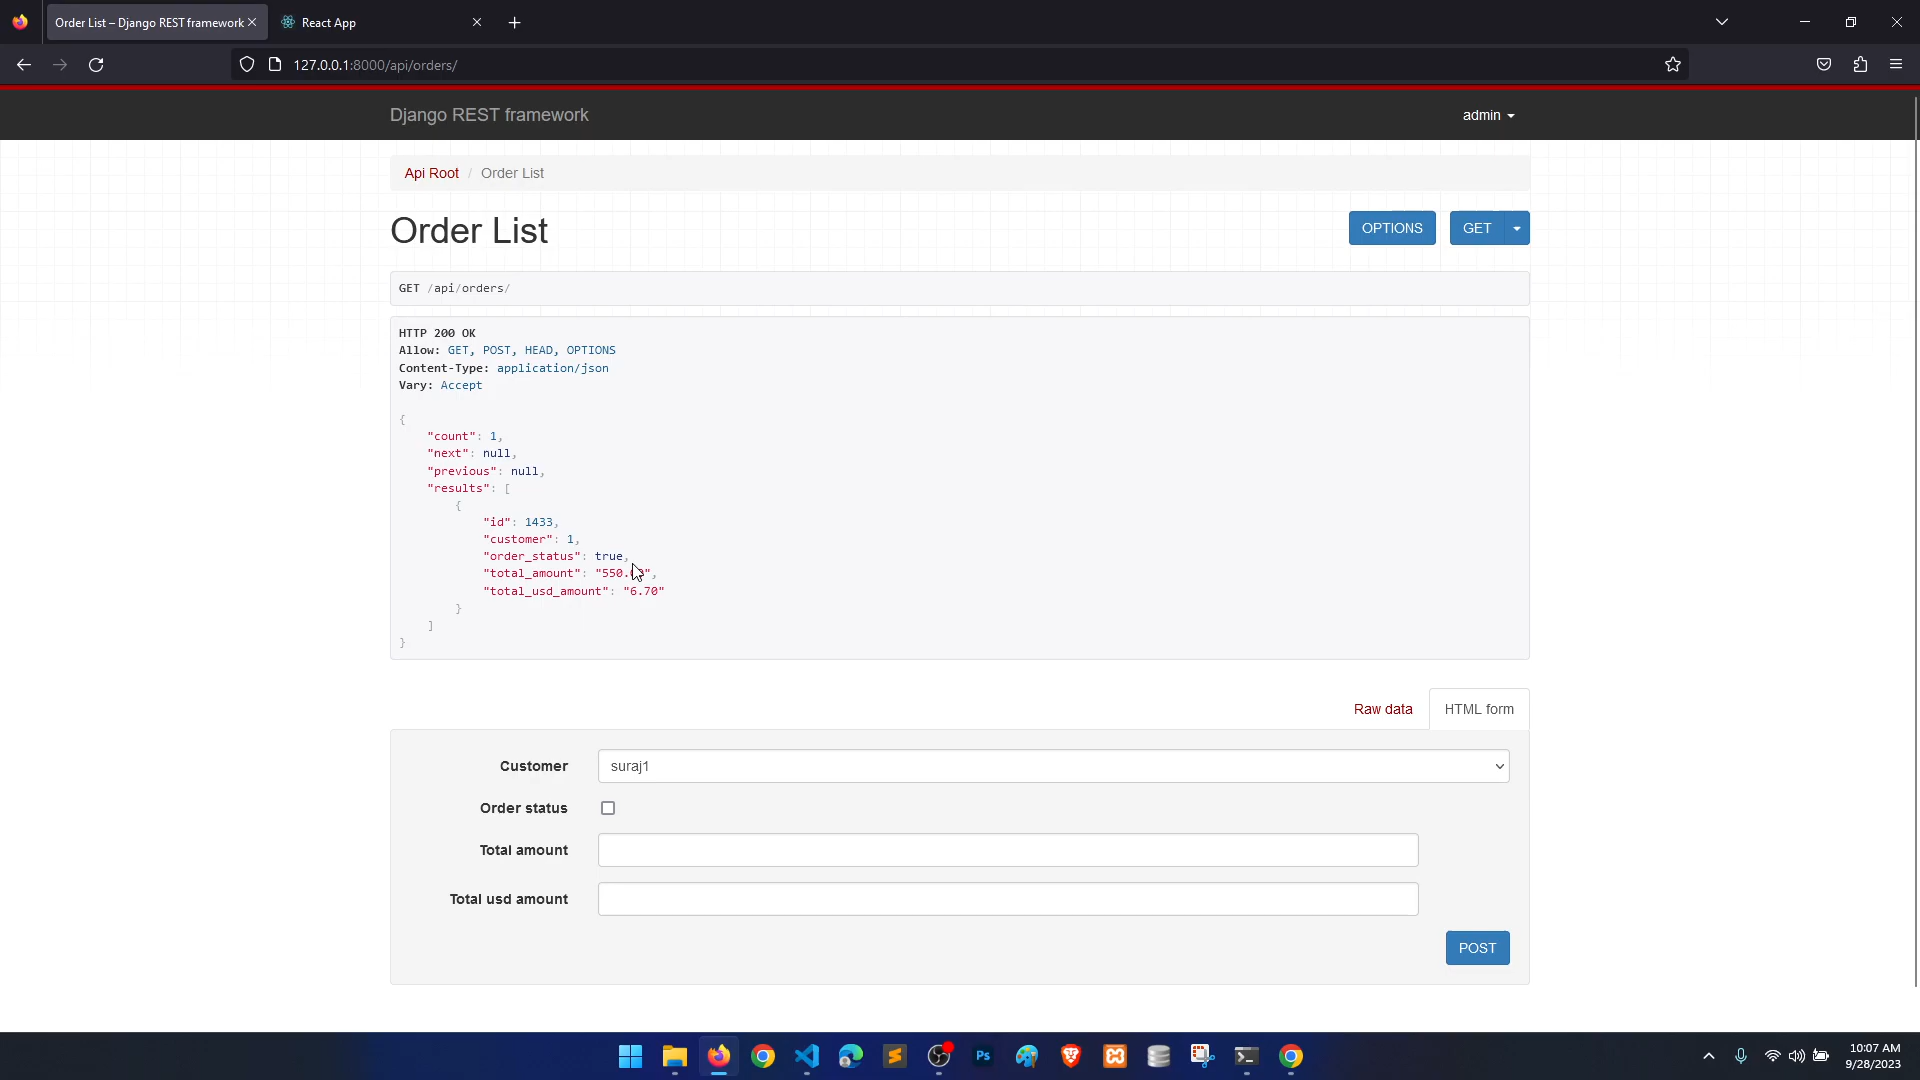 Order List – Django REST framework
React App
127.0.0.1:8000/api/orders/
Django REST framework
admin
Api Root / Order List
Order List
OPTIONS
GET
GET /api/orders/
HTTP 200 OK
Allow: GET, POST, HEAD, OPTIONS
Content-Type: application/json
Vary: Accept
{
"count": 1,
"next": null,
"previous": null,
"results": [
{
"id": 1433,
"customer": 1,
"order_status": true,
"total_amount":
"total_usd_amount": "6.70"
}
]
}
Raw data
HTML form
Customer
suraj1
Order status
Total amount
Total usd amount
POST
Ps
10:07 AM
9/28/2023